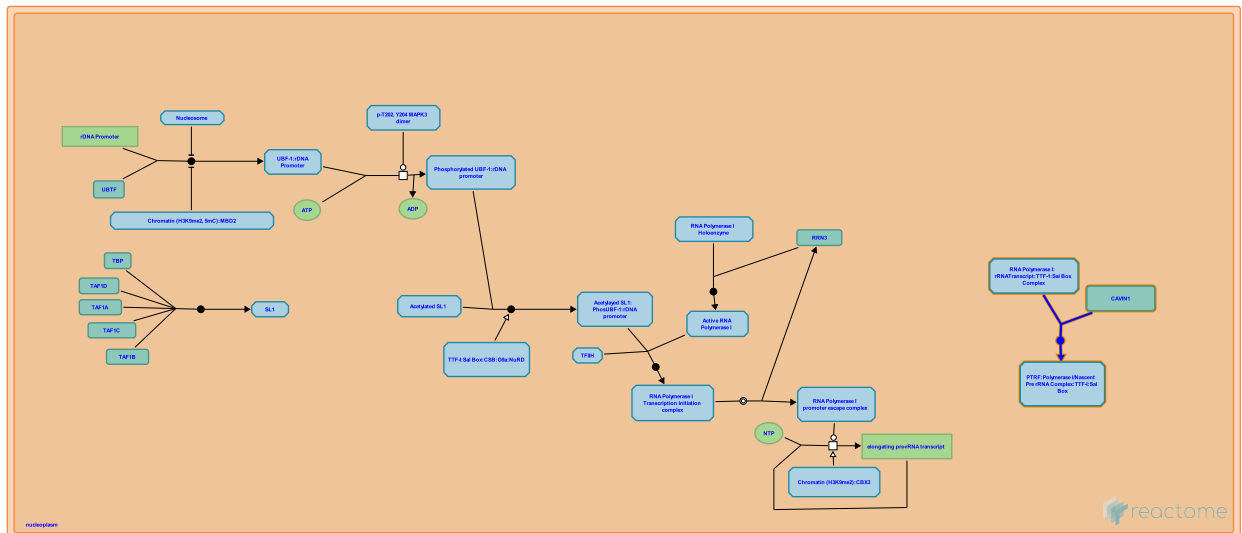 Nucleosome
p-T202, Y204 MAPK3
dimer
rDNA Promoter
UBF-1:rDNA
Promoter
Phosphorylated UBF-1:rDNA
promoter
UBTF
ATP
ADP
Chromatin (H3K9me2, 5mC)::MBD2
RNA Polymerase I
Holoenzyme
RRN3
TBP
TAF1D
TAF1A
TAF1C
TAF1B
SL1
Acetylated SL1
Acetylayed SL1:
PhosUBF-1:rDNA
promoter
Active RNA
Polymerase I
TTF-I:Sal Box:CSB:G9a:NuRD
TFIIH
RNA Polymerase I
Transcription Initiation
complex
RNA Polymerase I
promoter escape complex
NTP
elongating pre-rRNA transcript
Chromatin (H3K9me2)::CBX3
RNA Polymerase I:
rRNATranscript:TTF-1:Sal Box
Complex
CAVIN1
PTRF:Polymerase I/Nascent
Pre rRNA Complex:TTF-I:Sal
Box
nucleoplasm
reactome